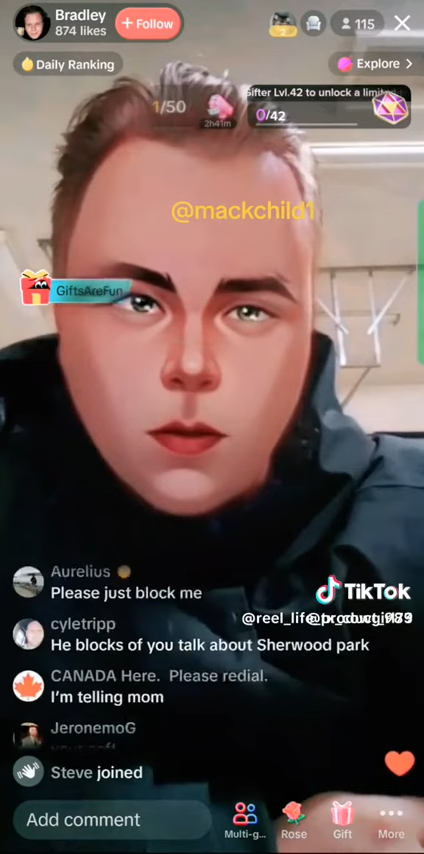 Bradley
874 likes
+ Follow
2
115
Daily Ranking
Explore >
1/50
2h41m
Gifter Lvl.42 to unlock a limit
0/42
@mackchild1
GiftsAreFun
Aurelius
Please just block me
TikTok
cyletripp
He blocks of you talk about Sherwood park
CANADA Here. Please redial.
I'm telling mom
JeronemoG
Steve joined
Add comment
Multi-g...
Rose
Gift
More